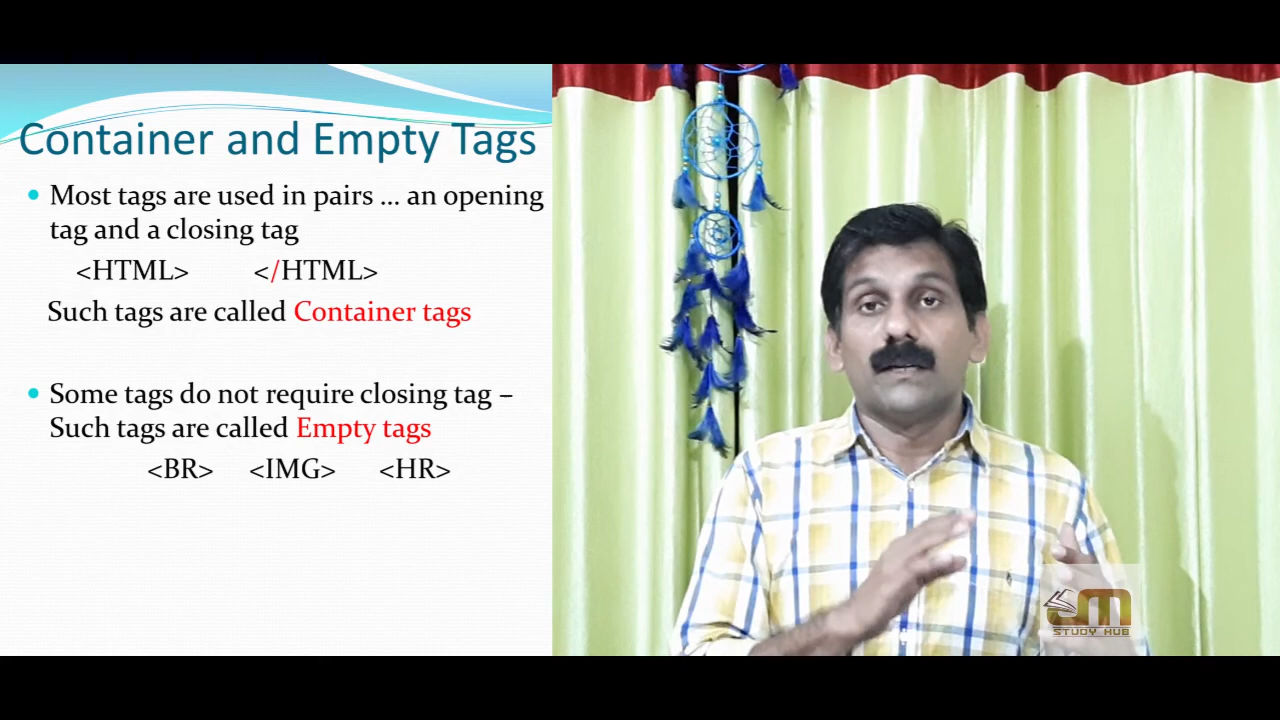 Container and Empty Tags
Most tags are used in pairs ... an opening
tag and a closing tag
<HTML> </HTML>
Such tags are called Container tags
Some tags do not require closing tag –
Such tags are called Empty tags
<BR> <IMG> <HR>
JM
STUDY HUB